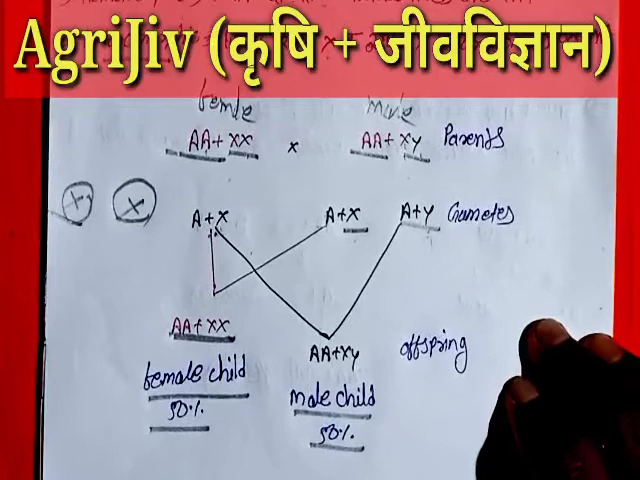 AgriJiv (कृषि + जीवविज्ञान)
female male
AA+XX x AA+XY Parents
X X
A+X A+X A+Y Gametes
AA+XX
AA+XY offspring
female child male child
50% 50%